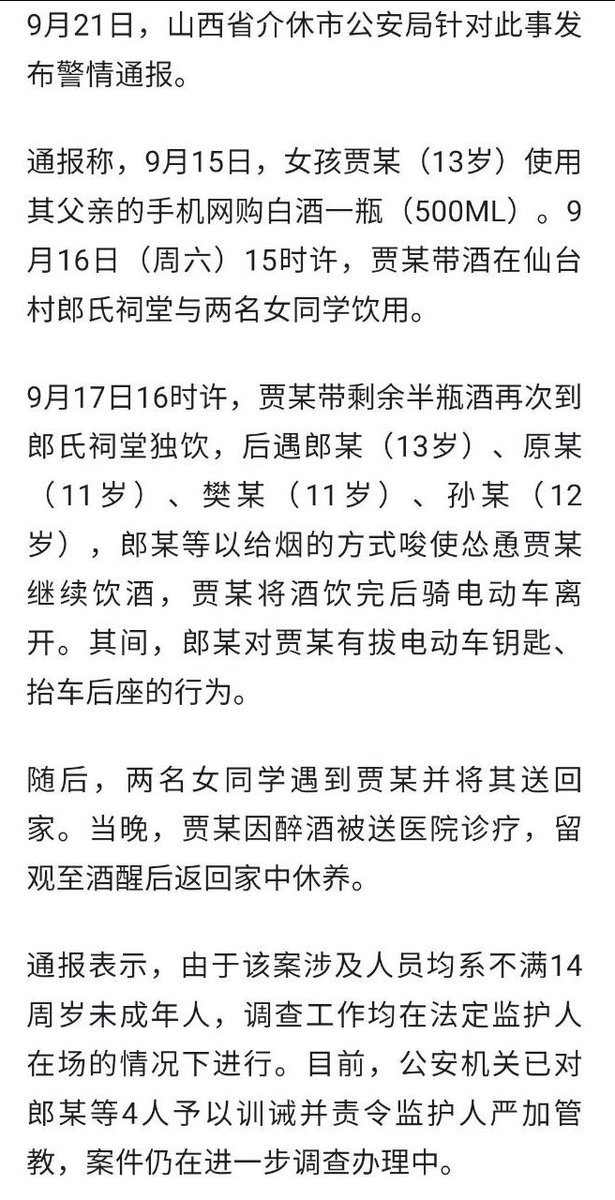 9月21日，山西省介休市公安局针对此事发
布警情通报。
通报称，9月15日，女孩贾某（13岁）使用
其父亲的手机网购白酒一瓶（500ML）。9
月16日（周六）15时许，贾某带酒在仙台
村郎氏祠堂与两名女同学饮用。
9月17日16时许，贾某带剩余半瓶酒再次到
郎氏祠堂独饮，后遇郎某（13岁）、原某
（11岁）、樊某（11岁）、孙某（12
岁），郎某等以给烟的方式唆使怂恿贾某
继续饮酒，贾某将酒饮完后骑电动车离
开。其间，郎某对贾某有拔电动车钥匙、
抬车后座的行为。
随后，两名女同学遇到贾某并将其送回
家。当晚，贾某因醉酒被送医院诊疗，留
观至酒醒后返回家中休养。
通报表示，由于该案涉及人员均系不满14
周岁未成年人，调查工作均在法定监护人
在场的情况下进行。目前，公安机关已对
郎某等4人予以训诫并责令监护人严加管
教，案件仍在进一步调查办理中。